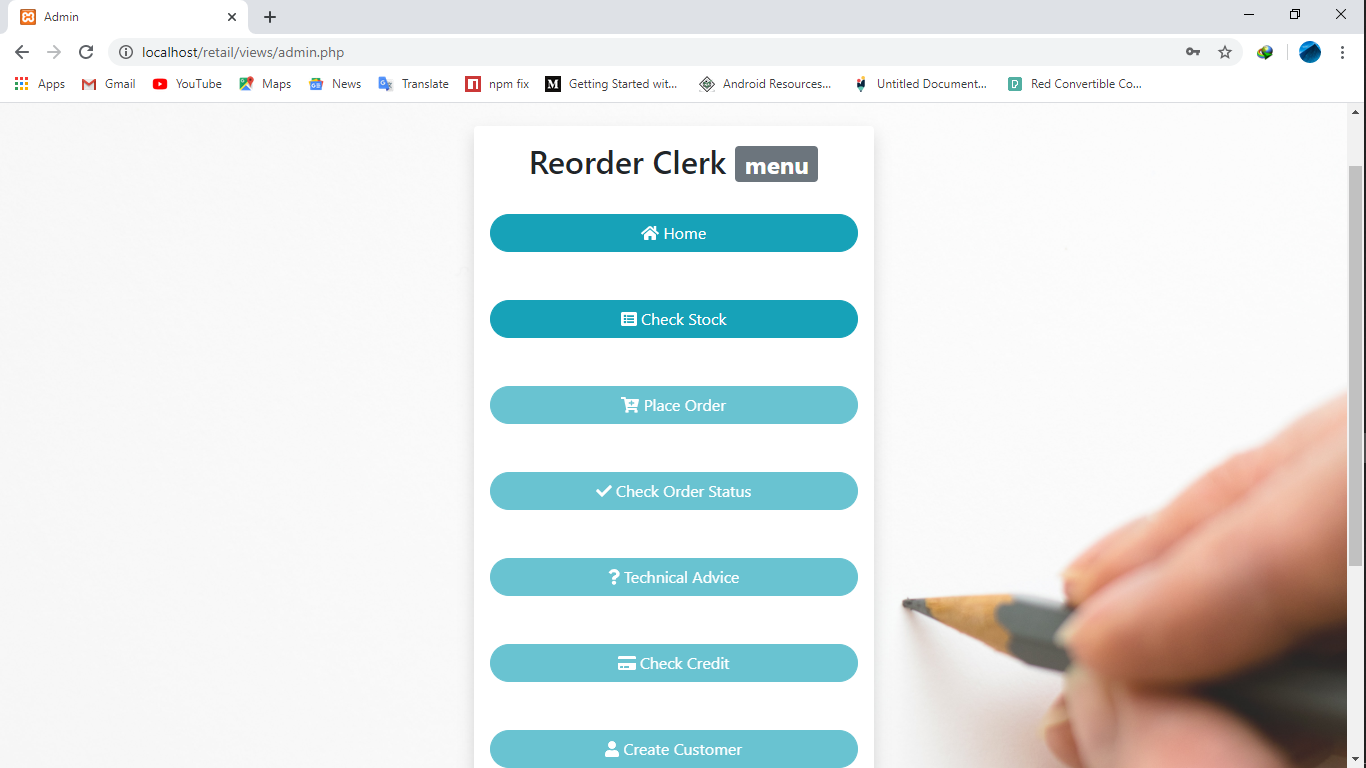 Admin
localhost/retail/views/admin.php
Apps Gmail YouTube Maps News Translate npm fix Getting Started wit... Android Resources... Untitled Document... Red Convertible Co...
Reorder Clerk menu
Home
Check Stock
Place Order
Check Order Status
Technical Advice
Check Credit
Create Customer